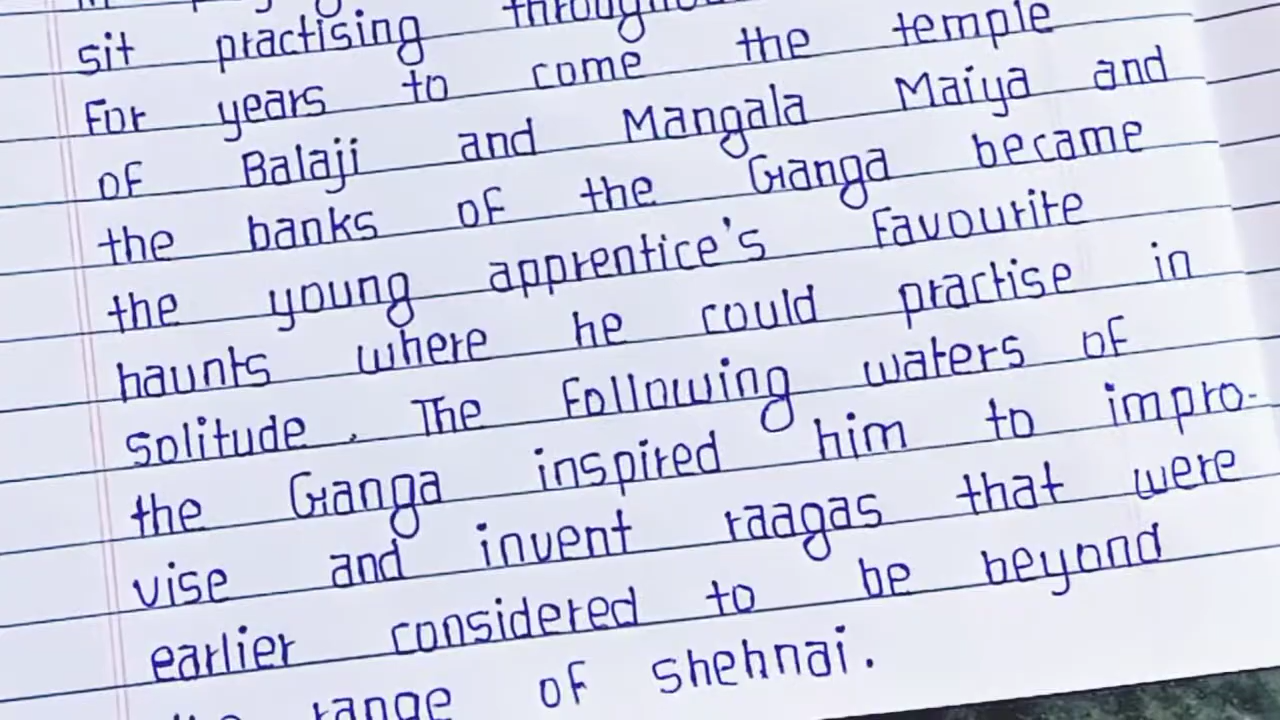 sit practising
For years to come the temple
of Balaji and Mangala Maiya and
the banks of the Ganga became
the young apprentice's favourite
haunts where he could practise in
solitude. The Following waters of
the Ganga inspired him to impro-
vise and invent raagas that were
earlier considered to be beyond
range of shehnai.